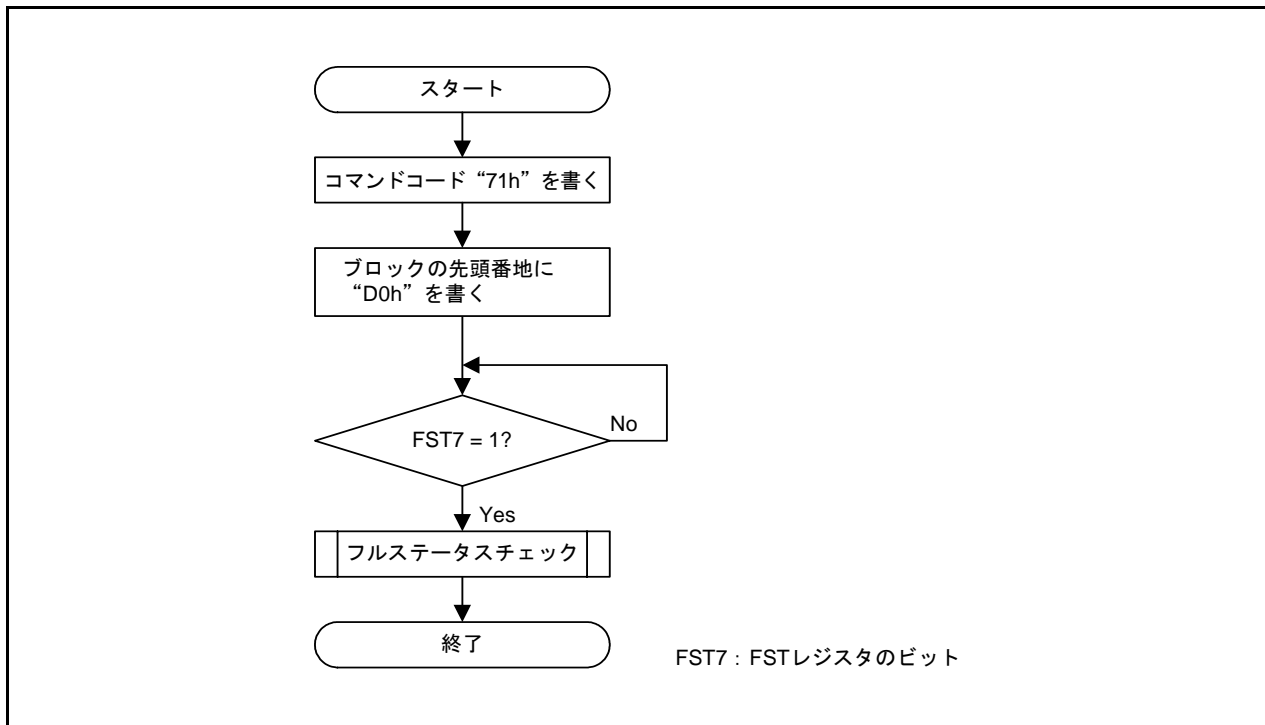 スタート
コマンドコード“71h”を書く
ブロックの先頭番地に
“D0h”を書く
FST7 = 1?
No
Yes
フルステータスチェック
終了
FST7：FSTレジスタのビット